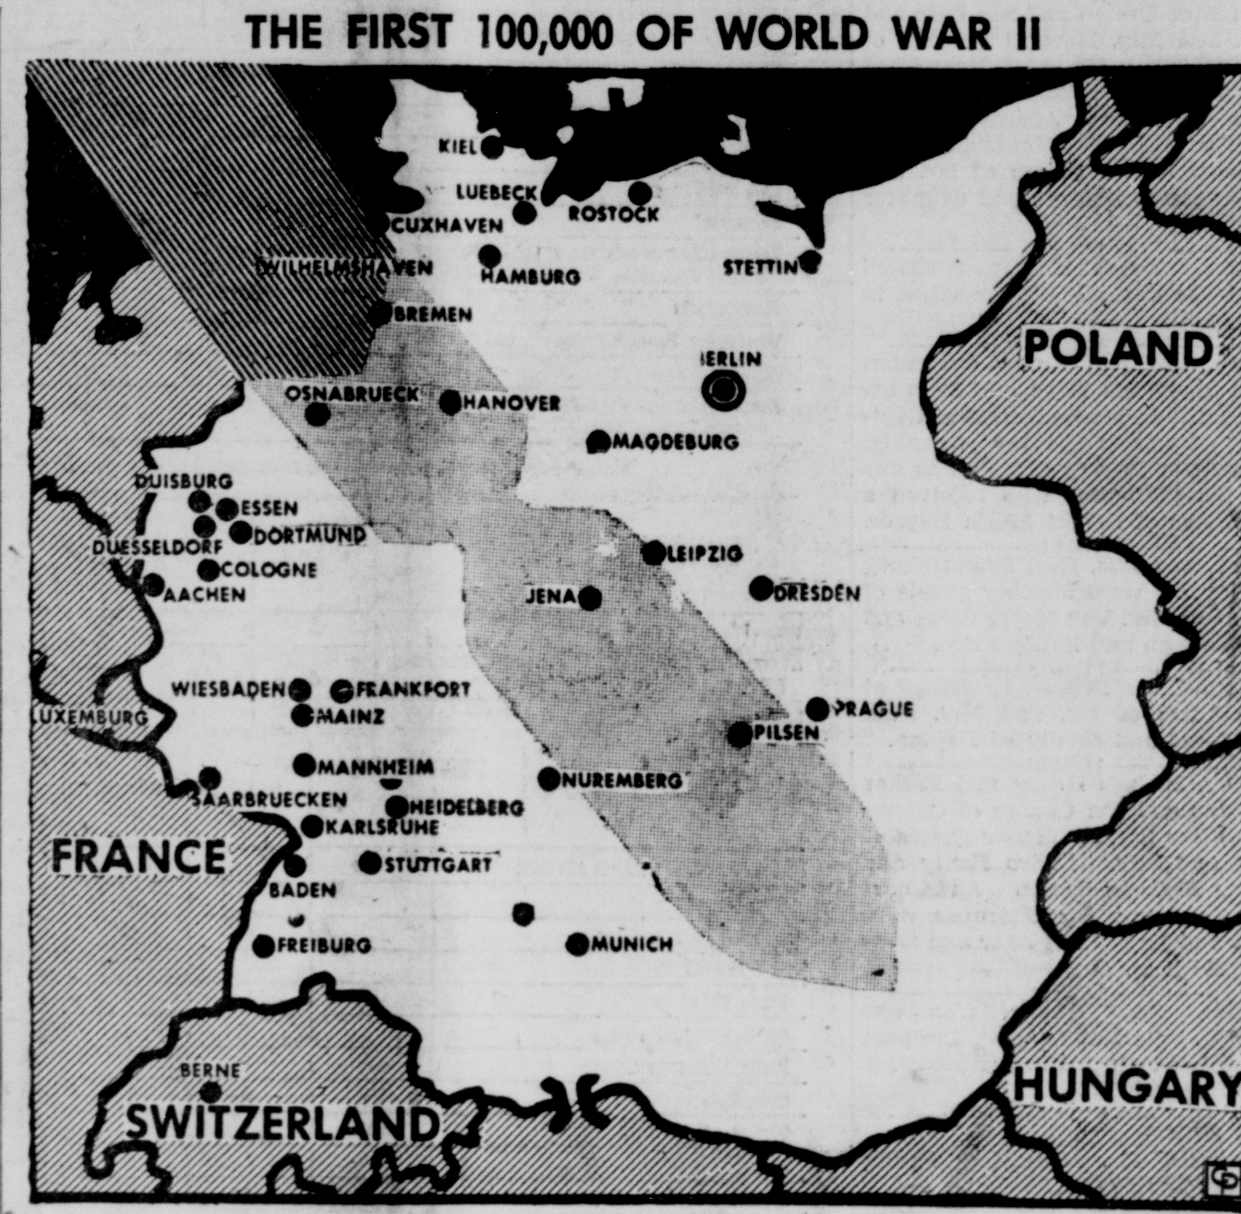 THE FIRST 100,000 OF WORLD WAR II
KIEL
LUEBECK
ROSTOCK
CUXHAVEN
WILHELMSHAVEN
HAMBURG
STETTIN
BREMEN
POLAND
ERLIN
OSNABRUECK
HANOVER
MAGDEBURG
DUISBURG
ESSEN
DORTMUND
DUESSELDORF
LEIPZIG
COLOGNE
AACHEN
JENA
DRESDEN
WIESBADEN
FRANKFORT
LUXEMBURG
MAINZ
PRAGUE
PILSEN
MANNHEIM
NUREMBERG
SAARBRUECKEN
HEIDELBERG
KARLSRUHE
FRANCE
STUTTGART
BADEN
FREIBURG
MUNICH
BERNE
HUNGARY
SWITZERLAND
CP